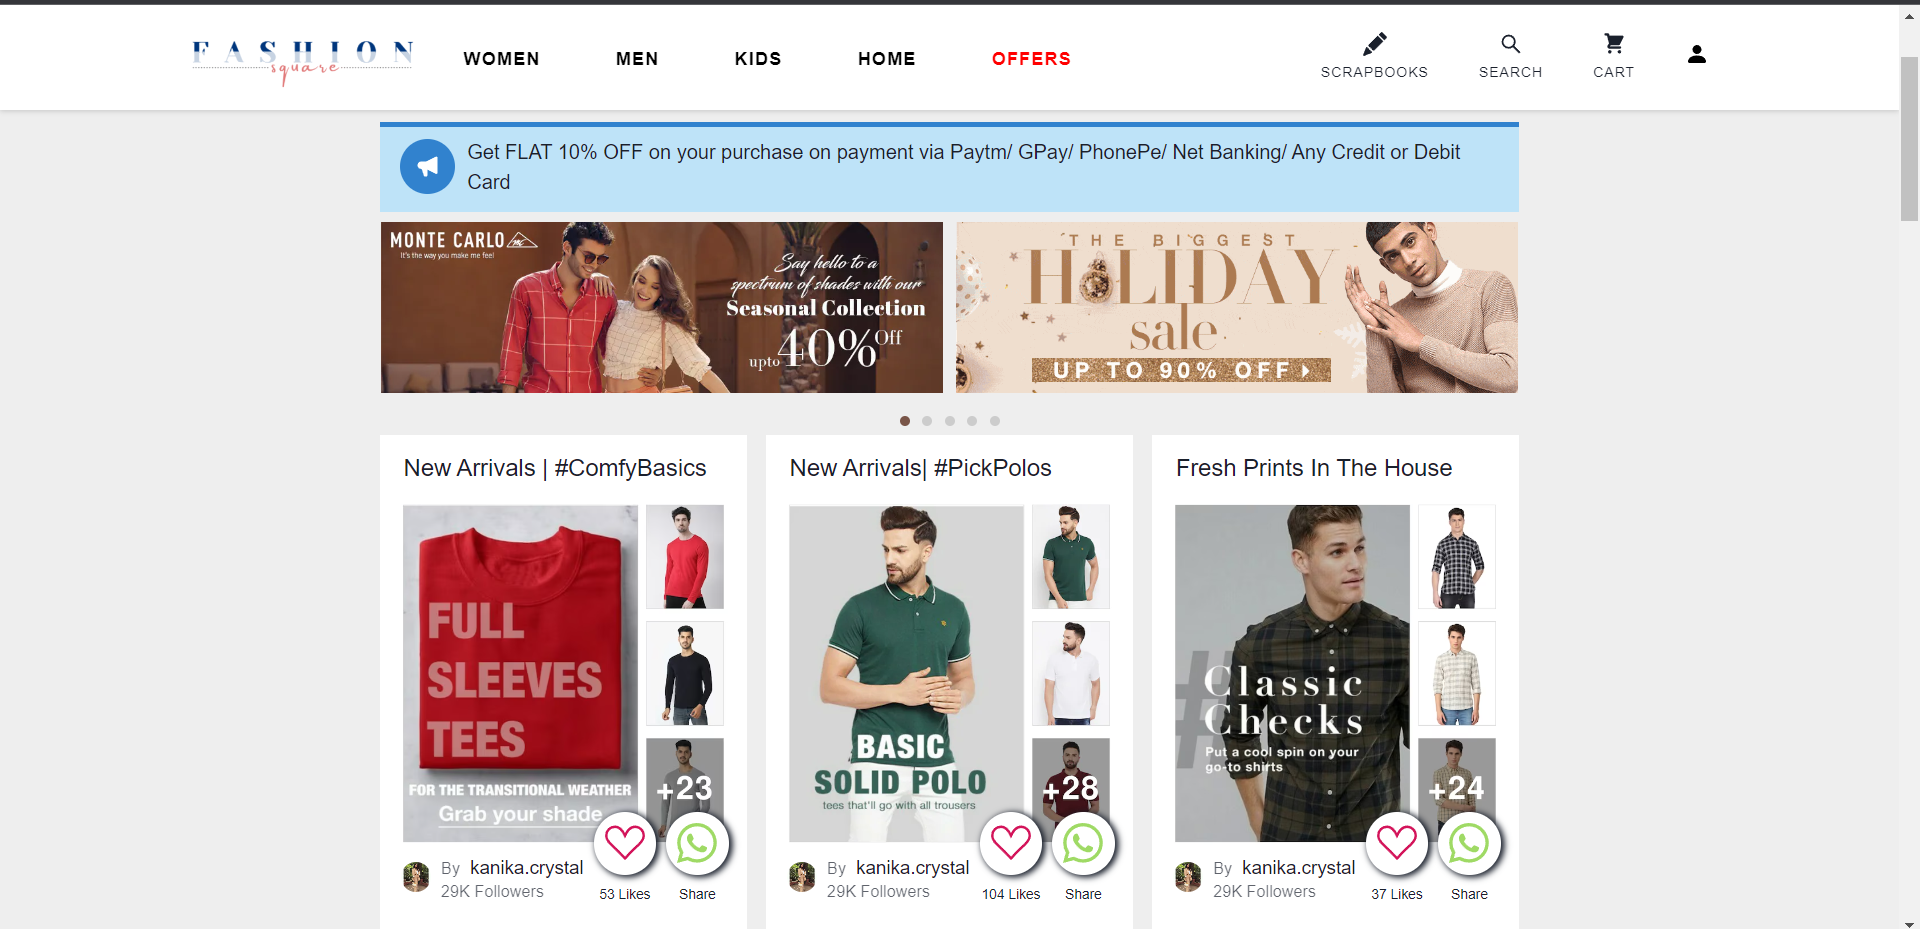 FASHION
square
WOMEN
MEN
KIDS
HOME
OFFERS
SCRAPBOOKS
SEARCH
CART
Get FLAT 10% OFF on your purchase on payment via Paytm/ GPay/ PhonePe/ Net Banking/ Any Credit or Debit
Card
MONTE CARLO
It's the way you make me feel
Say hello to a
spectrum of shades with our
Seasonal Collection
upto 40% Off
THE BIGGEST
HOLIDAY
sale
UP TO 90% OFF
New Arrivals | #ComfyBasics
FULL
SLEEVES
TEES
FOR THE TRANSITIONAL WEATHER
Grab your shade
+23
By kanika.crystal
29K Followers
53 Likes
Share
New Arrivals| #PickPolos
BASIC
SOLID POLO
tees that'll go with all trousers
+28
By kanika.crystal
29K Followers
104 Likes
Share
Fresh Prints In The House
#
Classic
Checks
Put a cool spin on your
go-to shirts
+24
By kanika.crystal
29K Followers
37 Likes
Share